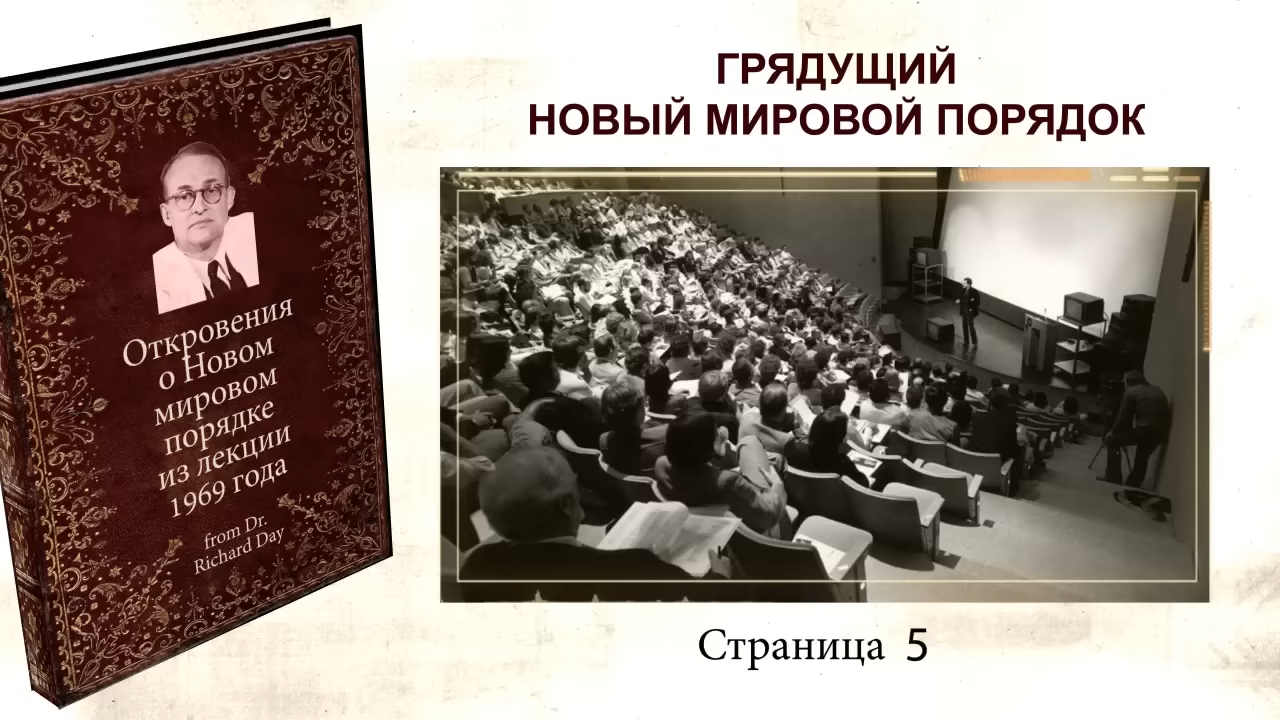 ГРЯДУЩИЙ
НОВЫЙ МИРОВОЙ ПОРЯДОК
Откровения
о Новом
мировом
порядке
из лекции
1969 года
from Dr.
Richard Day
Страница 5